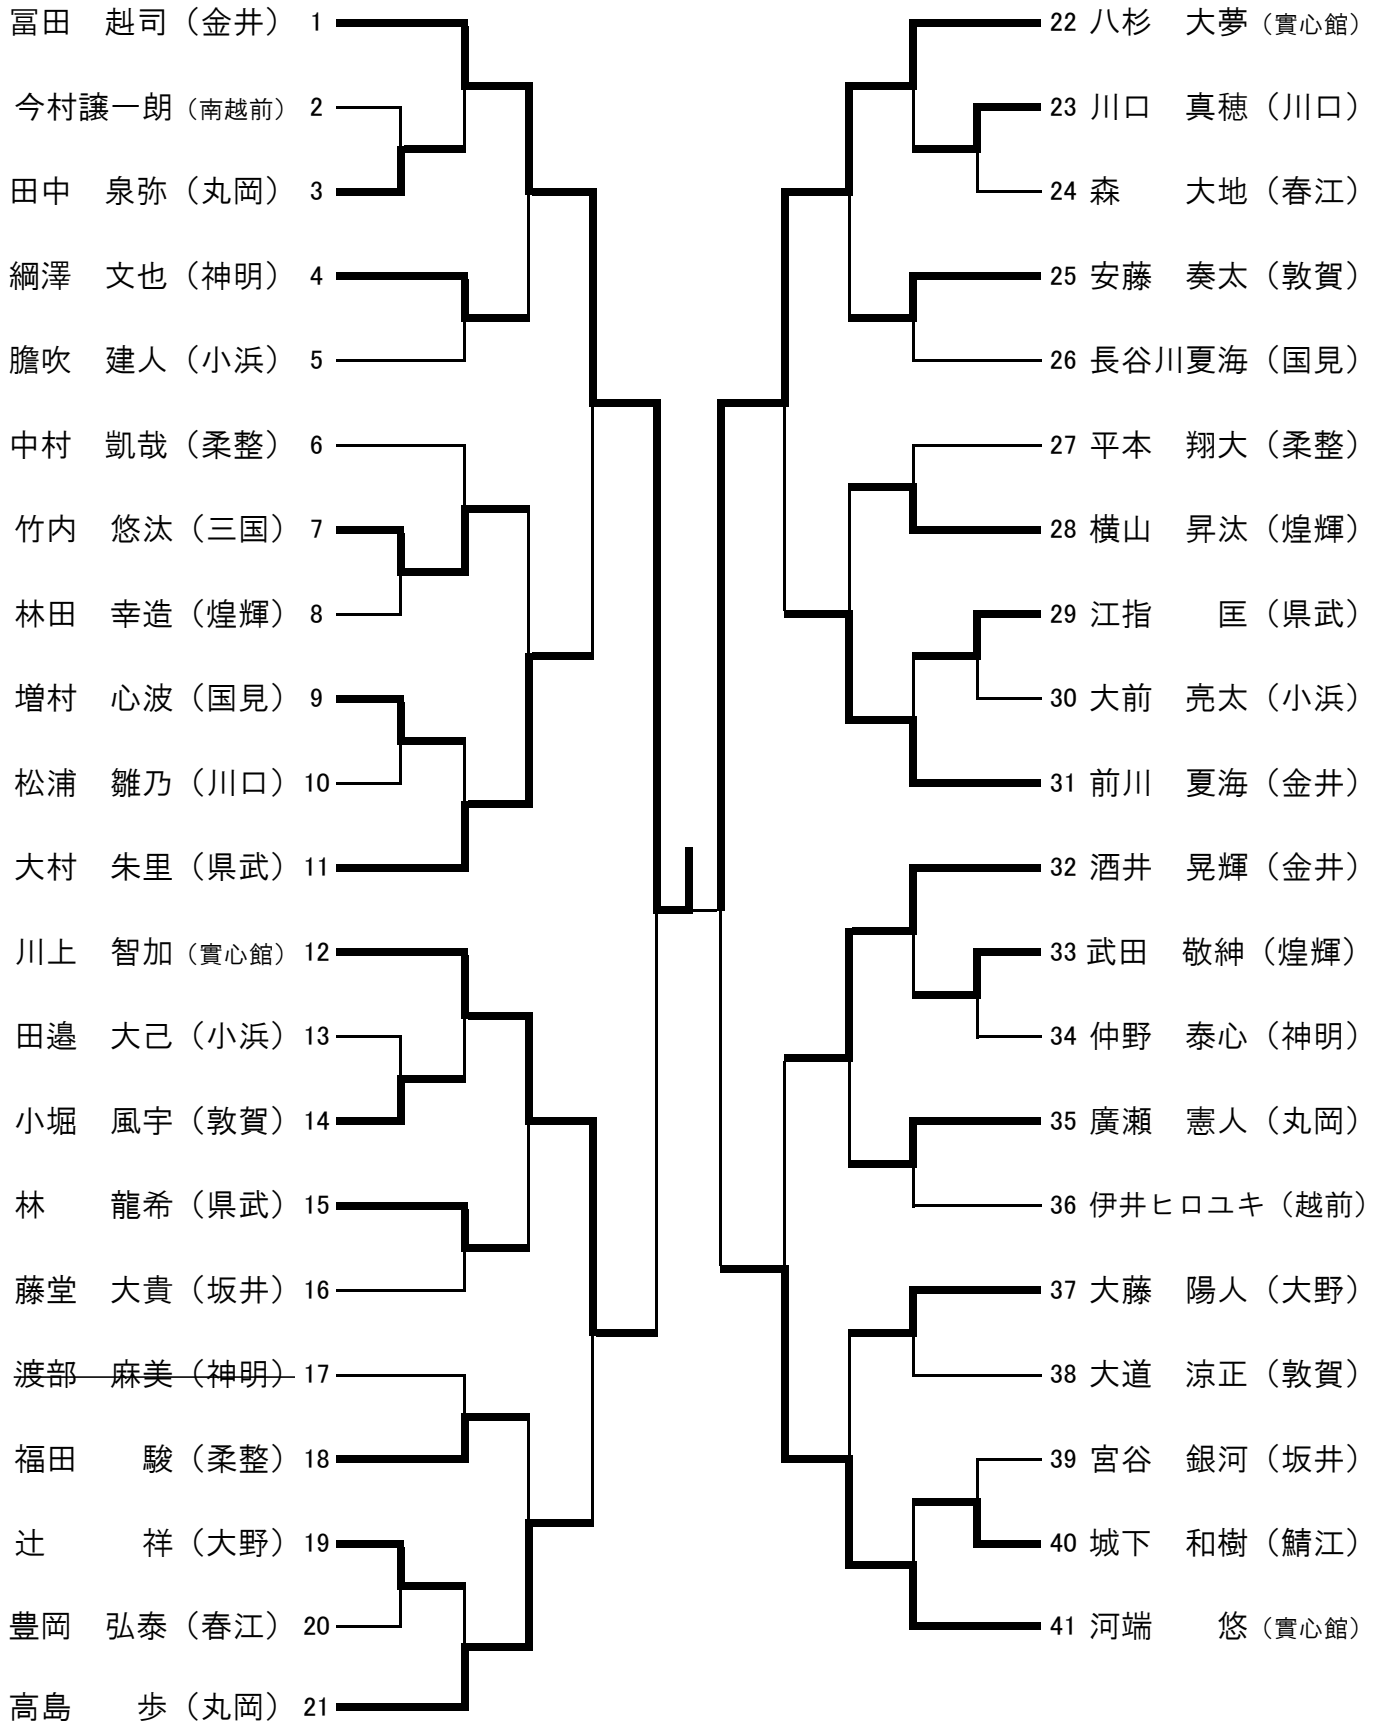 冨田　赳司（金井） 1
今村譲一朗（南越前） 2
田中　泉弥（丸岡） 3
綱澤　文也（神明） 4
膽吹　建人（小浜） 5
中村　凱哉（柔整） 6
竹内　悠汰（三国） 7
林田　幸造（煌輝） 8
増村　心波（国見） 9
松浦　雛乃（川口） 10
大村　朱里（県武） 11
川上　智加（實心館） 12
田邉　大己（小浜） 13
小堀　風宇（敦賀） 14
林　　龍希（県武） 15
藤堂　大貴（坂井） 16
渡部　麻美（神明） 17
福田　　駿（柔整） 18
辻　　　祥（大野） 19
豊岡　弘泰（春江） 20
高島　　歩（丸岡） 21
22 八杉　大夢（實心館）
23 川口　真穂（川口）
24 森　　大地（春江）
25 安藤　奏太（敦賀）
26 長谷川夏海（国見）
27 平本　翔大（柔整）
28 横山　昇汰（煌輝）
29 江指　　匡（県武）
30 大前　亮太（小浜）
31 前川　夏海（金井）
32 酒井　晃輝（金井）
33 武田　敬紳（煌輝）
34 仲野　泰心（神明）
35 廣瀬　憲人（丸岡）
36 伊井ヒロユキ（越前）
37 大藤　陽人（大野）
38 大道　涼正（敦賀）
39 宮谷　銀河（坂井）
40 城下　和樹（鯖江）
41 河端　　悠（實心館）